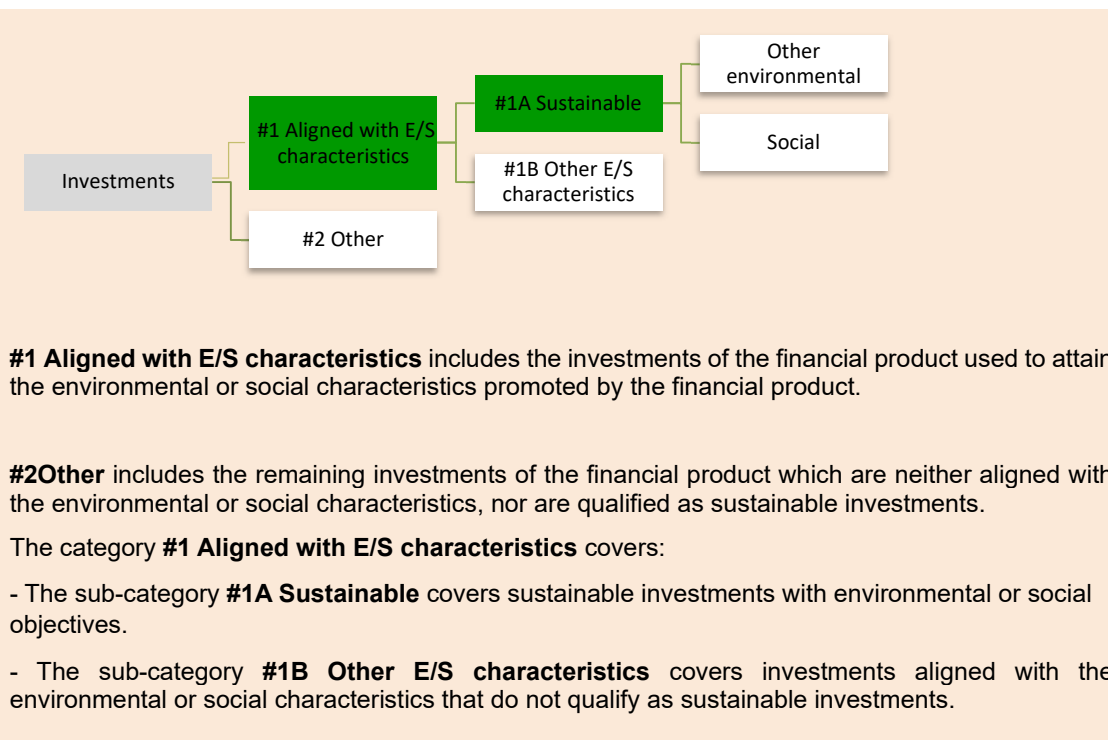 Other
environmental
#1A Sustainable
#1 Aligned with E/S
characteristics
Social
#1B Other E/S
characteristics
Investments
#2 Other
#1 Aligned with E/S characteristics includes the investments of the financial product used to attain
the environmental or social characteristics promoted by the financial product.
#2Other includes the remaining investments of the financial product which are neither aligned with
the environmental or social characteristics, nor are qualified as sustainable investments.
The category #1 Aligned with E/S characteristics covers:
- The sub-category #1A Sustainable covers sustainable investments with environmental or social
objectives.
- The sub-category #1B Other E/S characteristics covers investments aligned with the
environmental or social characteristics that do not qualify as sustainable investments.